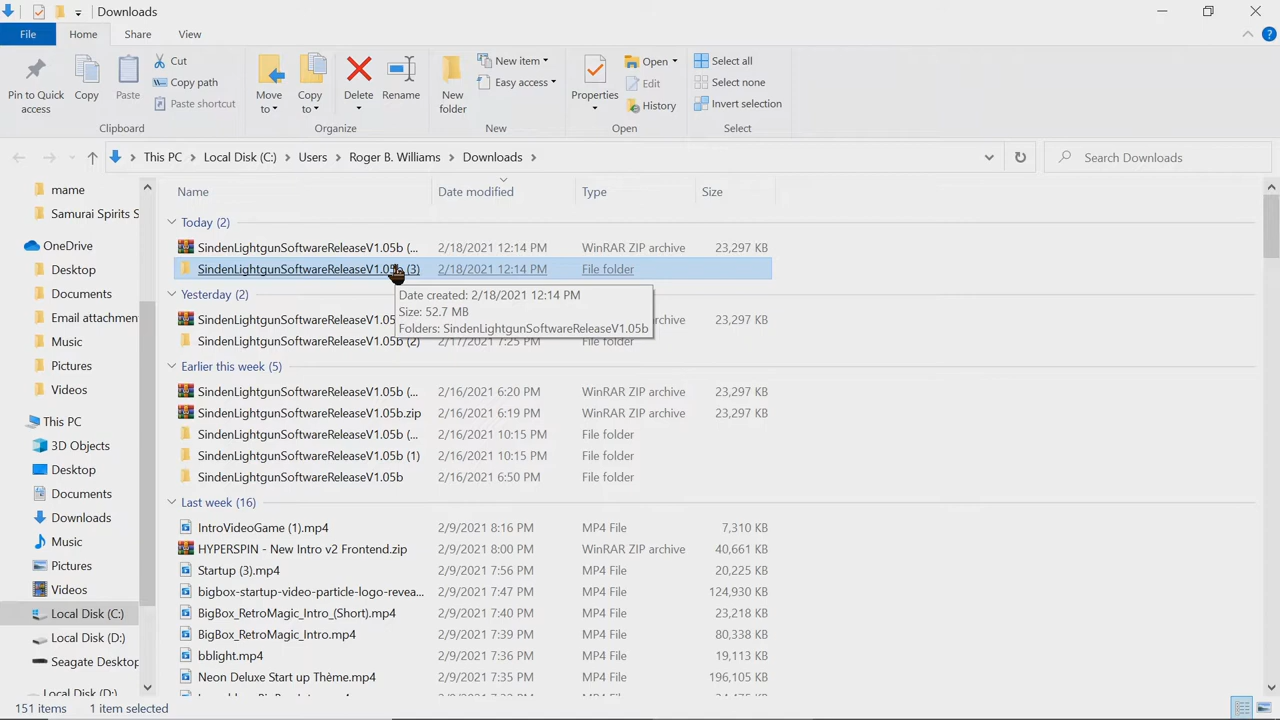 Downloads
File Home Share View
Pin to Quick access
Copy
Paste
Cut
Copy path
Paste shortcut
Clipboard
Move to
Copy to
Delete
Rename
Organize
New folder
New item
Easy access
New
Properties
Open
Edit
History
Open
Select all
Select none
Invert selection
Select
This PC Local Disk (C:) Users Roger B. Williams Downloads
Search Downloads
mame
Samurai Spirits S
OneDrive
Desktop
Documents
Email attachmen
Music
Pictures
Videos
This PC
3D Objects
Desktop
Documents
Downloads
Music
Pictures
Videos
Local Disk (C:)
Local Disk (D:)
Seagate Desktop
Local Disk (D:)
Name Date modified Type Size
Today (2)
SindenLightgunSoftwareReleaseV1.05b (... 2/18/2021 12:14 PM WinRAR ZIP archive 23,297 KB
SindenLightgunSoftwareReleaseV1.05b (3) 2/18/2021 12:14 PM File folder
Date created: 2/18/2021 12:14 PM
Size: 52.7 MB
Folders: SindenLightgunSoftwareReleaseV1.05b
Yesterday (2)
SindenLightgunSoftwareReleaseV1.05 WinRAR ZIP archive 23,297 KB
SindenLightgunSoftwareReleaseV1.05b (2) 2/17/2021 7:25 PM File folder
Earlier this week (5)
SindenLightgunSoftwareReleaseV1.05b (... 2/16/2021 6:20 PM WinRAR ZIP archive 23,297 KB
SindenLightgunSoftwareReleaseV1.05b.zip 2/16/2021 6:19 PM WinRAR ZIP archive 23,297 KB
SindenLightgunSoftwareReleaseV1.05b (... 2/16/2021 10:15 PM File folder
SindenLightgunSoftwareReleaseV1.05b (1) 2/16/2021 10:15 PM File folder
SindenLightgunSoftwareReleaseV1.05b 2/16/2021 6:50 PM File folder
Last week (16)
IntroVideoGame (1).mp4 2/9/2021 8:16 PM MP4 File 7,310 KB
HYPERSPIN - New Intro v2 Frontend.zip 2/9/2021 8:00 PM WinRAR ZIP archive 40,661 KB
Startup (3).mp4 2/9/2021 7:56 PM MP4 File 20,225 KB
bigbox-startup-video-particle-logo-revea... 2/9/2021 7:47 PM MP4 File 124,930 KB
BigBox_RetroMagic_Intro_(Short).mp4 2/9/2021 7:40 PM MP4 File 23,218 KB
BigBox_RetroMagic_Intro.mp4 2/9/2021 7:39 PM MP4 File 80,338 KB
bblight.mp4 2/9/2021 7:36 PM MP4 File 19,113 KB
Neon Deluxe Start up Thème.mp4 2/9/2021 7:34 PM MP4 File 196,105 KB
151 items 1 item selected